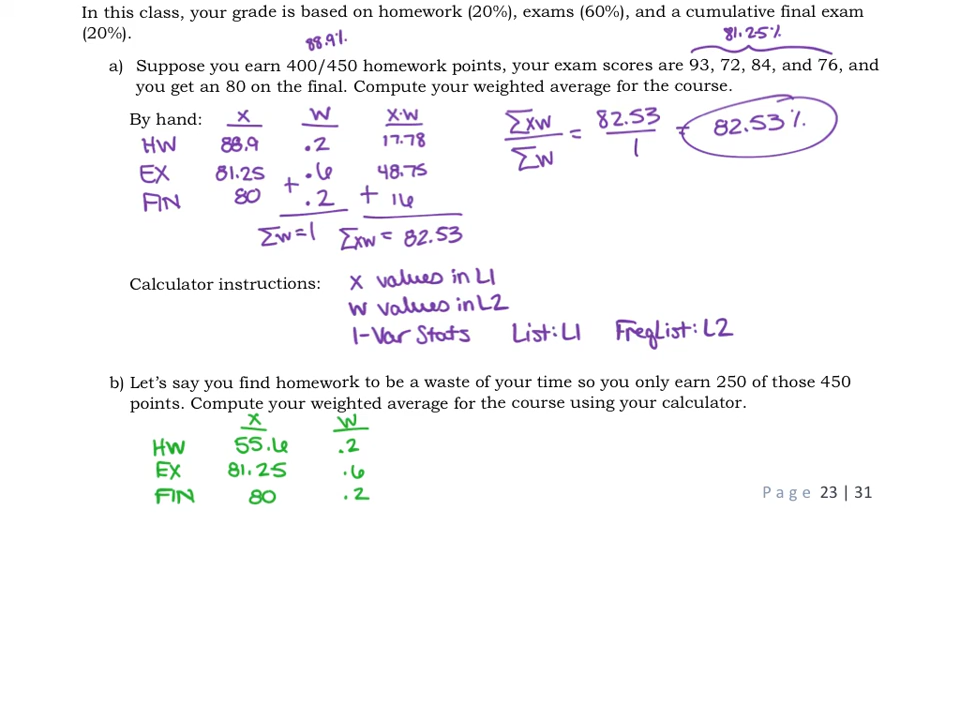 In this class, your grade is based on homework (20%), exams (60%), and a cumulative final exam
(20%).
88.9%
81.25%
a) Suppose you earn 400/450 homework points, your exam scores are 93, 72, 84, and 76, and
you get an 80 on the final. Compute your weighted average for the course.
By hand: X W X·W
HW 88.9 .2 17.78
EX 81.25 .6 48.75
FIN 80 + .2 + 16
Σw=1 Σxw = 82.53
Σxw / Σw = 82.53 / 1 = 82.53%
Calculator instructions: X values in L1
W values in L2
1-Var Stats List: L1 FreqList: L2
b) Let’s say you find homework to be a waste of your time so you only earn 250 of those 450
points. Compute your weighted average for the course using your calculator.
X W
HW 55.6 .2
EX 81.25 .6
FIN 80 .2
Page 23 | 31